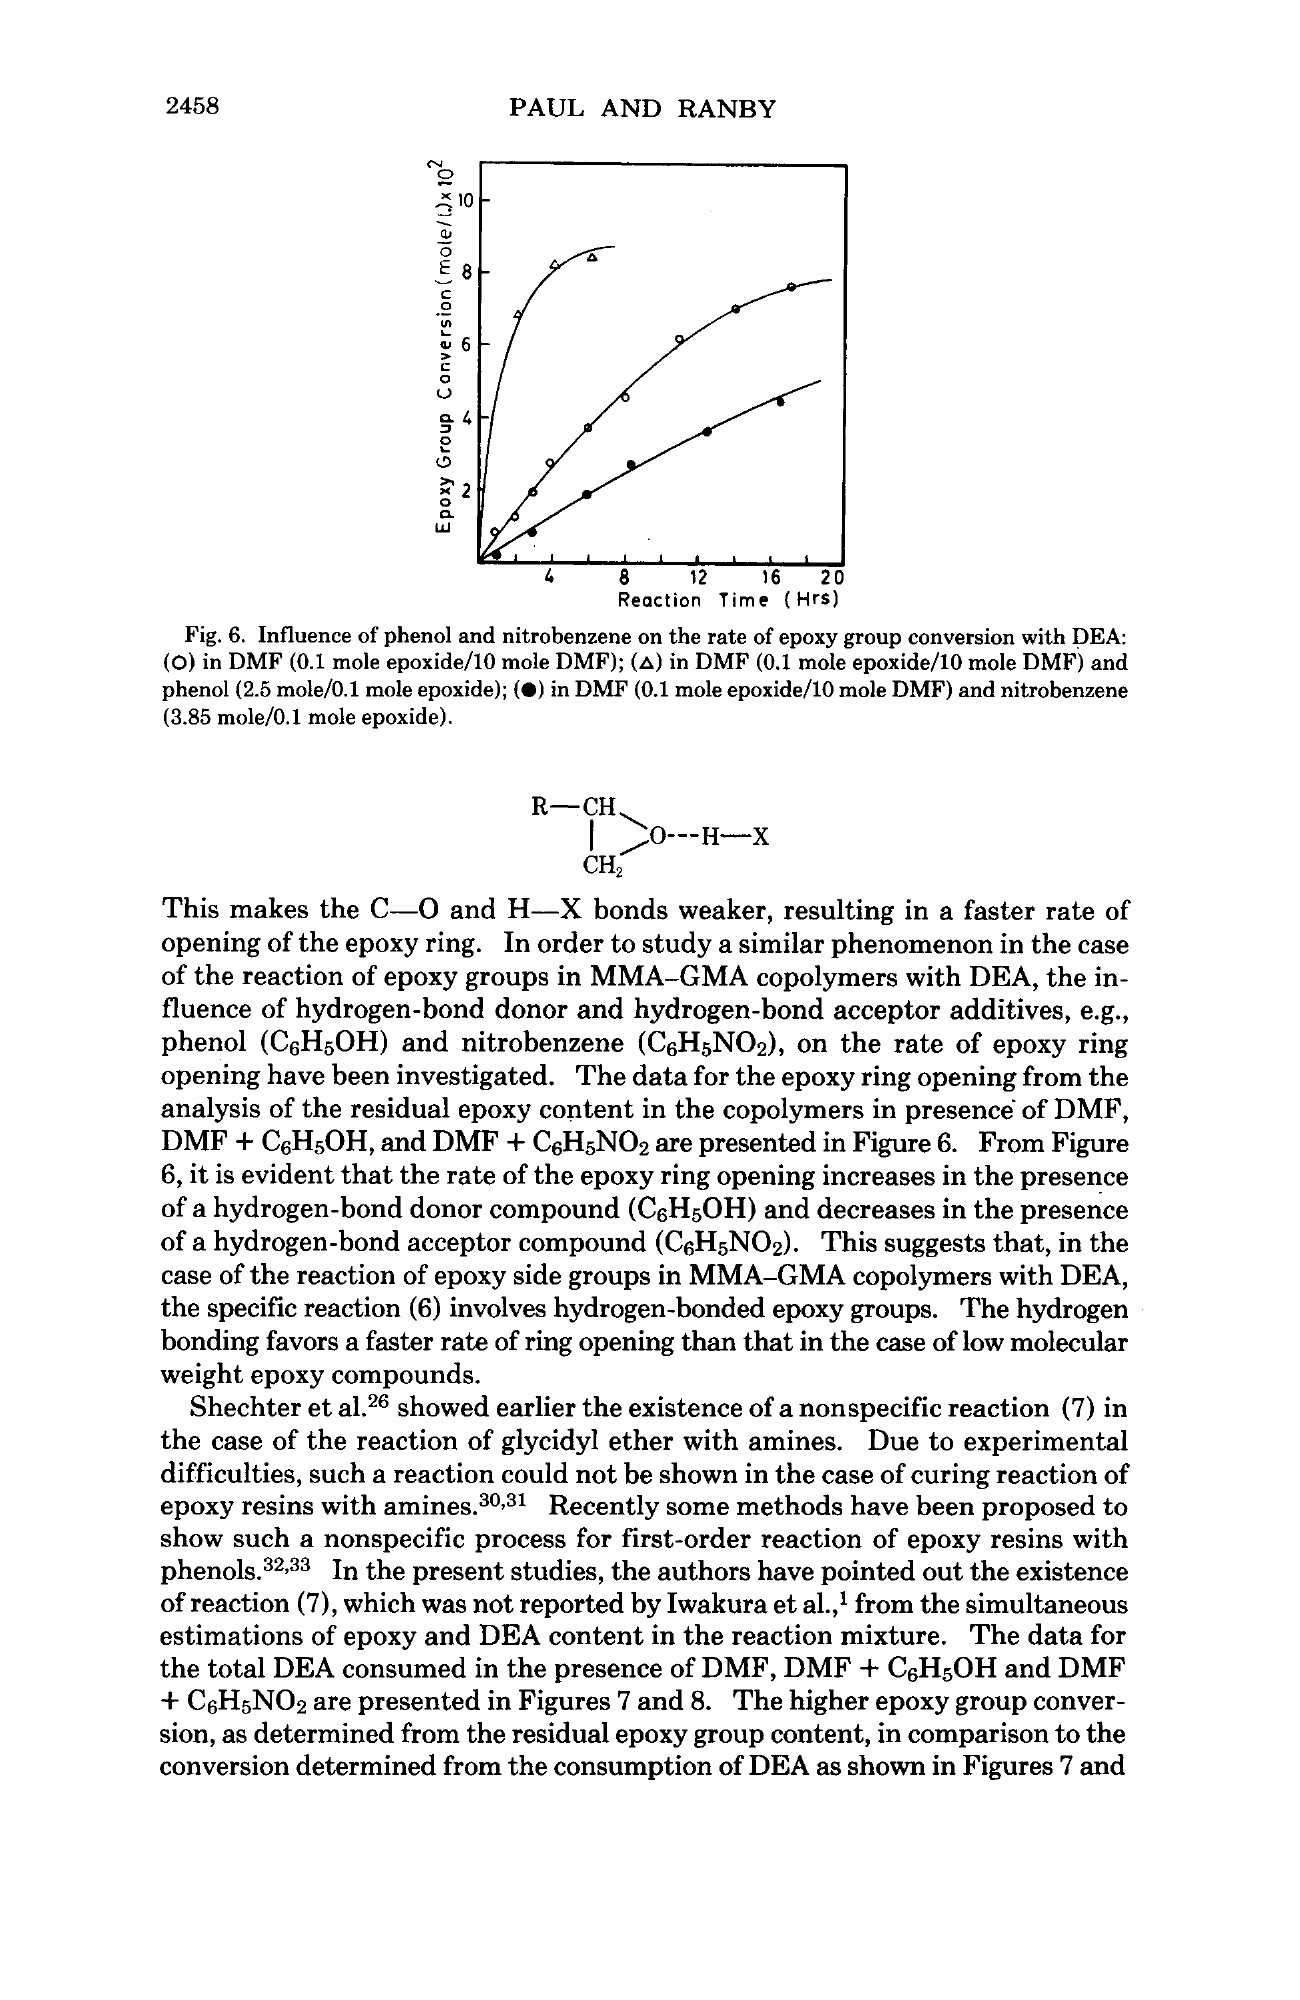 2458
PAUL AND RANBY
Epoxy Group Conversion (mole/L) x 10²
10
8
6
4
2
4 8 12 16 20
Reaction Time (Hrs)
Fig. 6. Influence of phenol and nitrobenzene on the rate of epoxy group conversion with DEA:
(O) in DMF (0.1 mole epoxide/10 mole DMF); (△) in DMF (0.1 mole epoxide/10 mole DMF) and
phenol (2.5 mole/0.1 mole epoxide); (●) in DMF (0.1 mole epoxide/10 mole DMF) and nitrobenzene
(3.85 mole/0.1 mole epoxide).
R—CH
O---H—X
CH₂
This makes the C—O and H—X bonds weaker, resulting in a faster rate of
opening of the epoxy ring. In order to study a similar phenomenon in the case
of the reaction of epoxy groups in MMA–GMA copolymers with DEA, the in-
fluence of hydrogen-bond donor and hydrogen-bond acceptor additives, e.g.,
phenol (C₆H₅OH) and nitrobenzene (C₆H₅NO₂), on the rate of epoxy ring
opening have been investigated. The data for the epoxy ring opening from the
analysis of the residual epoxy content in the copolymers in presence of DMF,
DMF + C₆H₅OH, and DMF + C₆H₅NO₂ are presented in Figure 6. From Figure
6, it is evident that the rate of the epoxy ring opening increases in the presence
of a hydrogen-bond donor compound (C₆H₅OH) and decreases in the presence
of a hydrogen-bond acceptor compound (C₆H₅NO₂). This suggests that, in the
case of the reaction of epoxy side groups in MMA–GMA copolymers with DEA,
the specific reaction (6) involves hydrogen-bonded epoxy groups. The hydrogen
bonding favors a faster rate of ring opening than that in the case of low molecular
weight epoxy compounds.
Shechter et al.²⁶ showed earlier the existence of a nonspecific reaction (7) in
the case of the reaction of glycidyl ether with amines. Due to experimental
difficulties, such a reaction could not be shown in the case of curing reaction of
epoxy resins with amines.³⁰,³¹ Recently some methods have been proposed to
show such a nonspecific process for first-order reaction of epoxy resins with
phenols.³²,³³ In the present studies, the authors have pointed out the existence
of reaction (7), which was not reported by Iwakura et al.,¹ from the simultaneous
estimations of epoxy and DEA content in the reaction mixture. The data for
the total DEA consumed in the presence of DMF, DMF + C₆H₅OH and DMF
+ C₆H₅NO₂ are presented in Figures 7 and 8. The higher epoxy group conver-
sion, as determined from the residual epoxy group content, in comparison to the
conversion determined from the consumption of DEA as shown in Figures 7 and